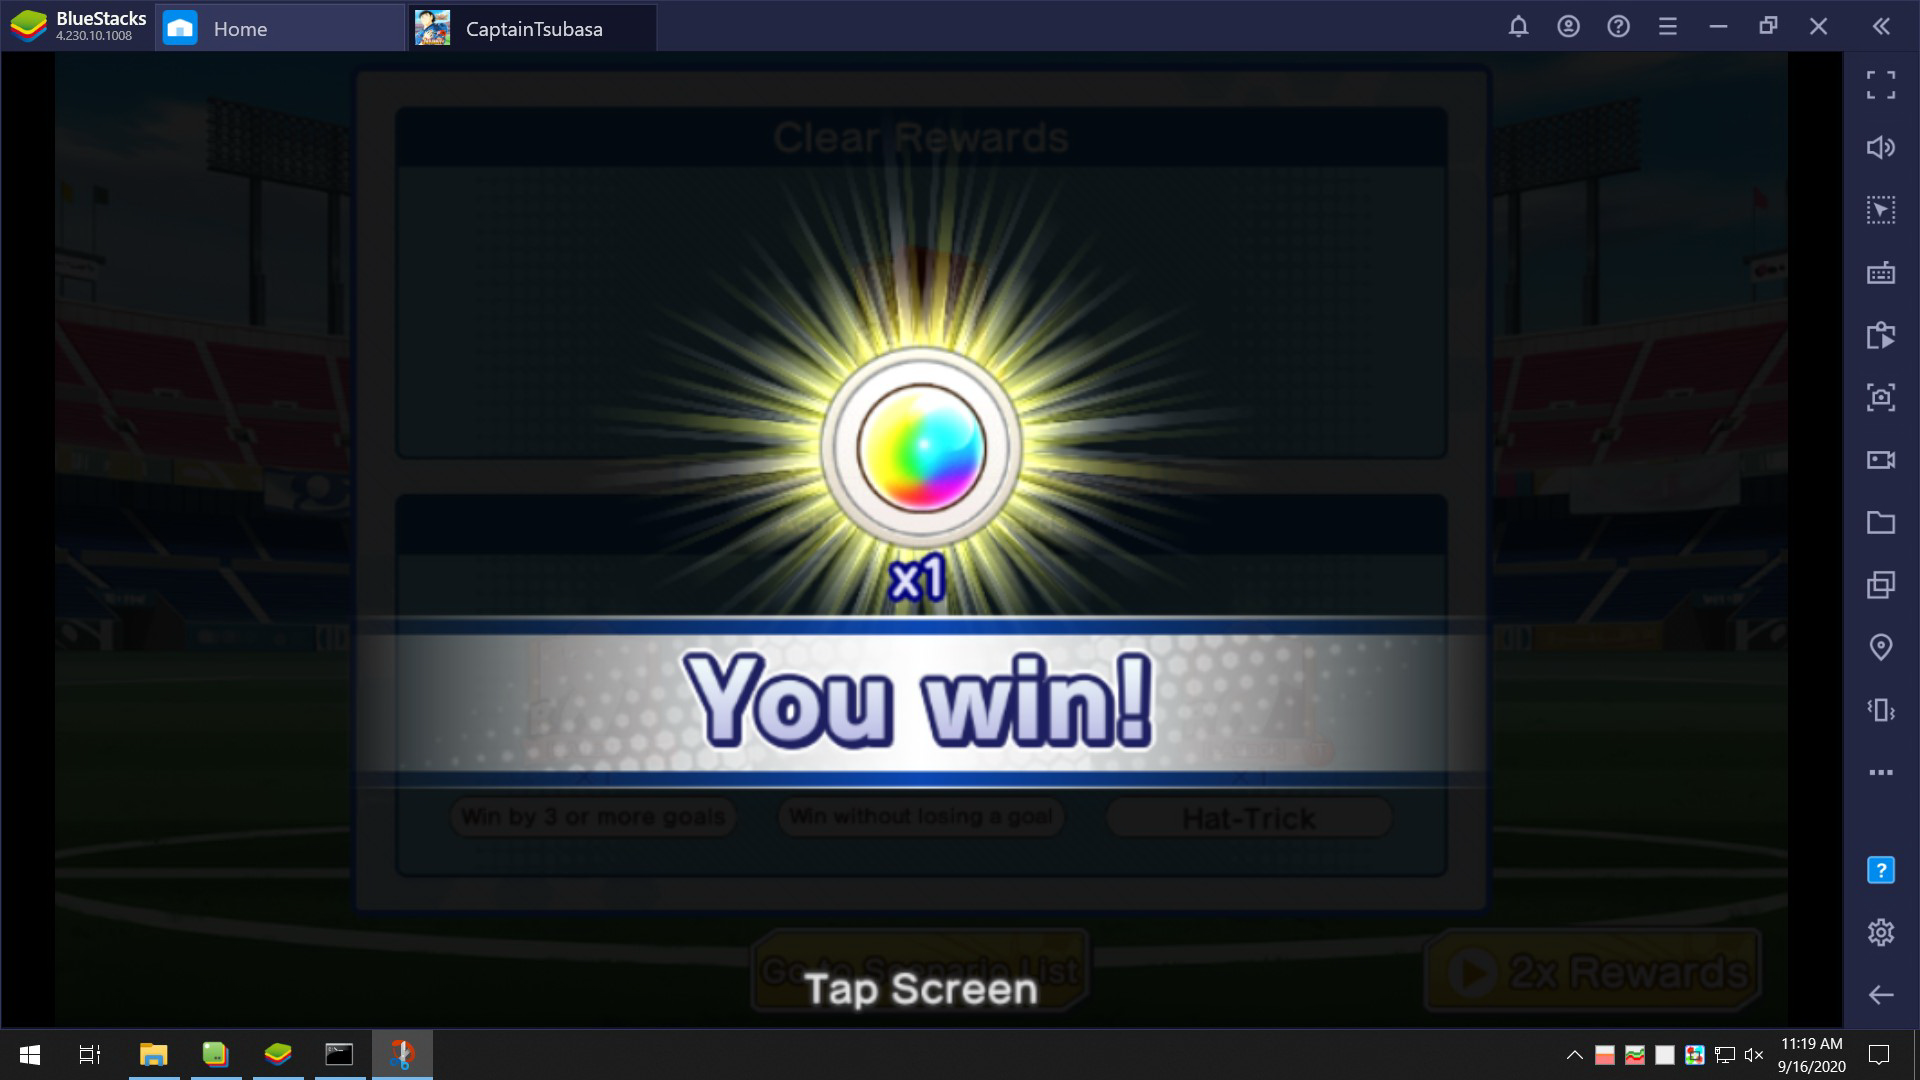 BlueStacks
4.230.10.1008
Home
CaptainTsubasa
Clear Rewards
x1
You win!
Win by 3 or more goals
Win without losing a goal
Hat-Trick
Go to Scenario List
Tap Screen
2x Rewards
11:19 AM
9/16/2020